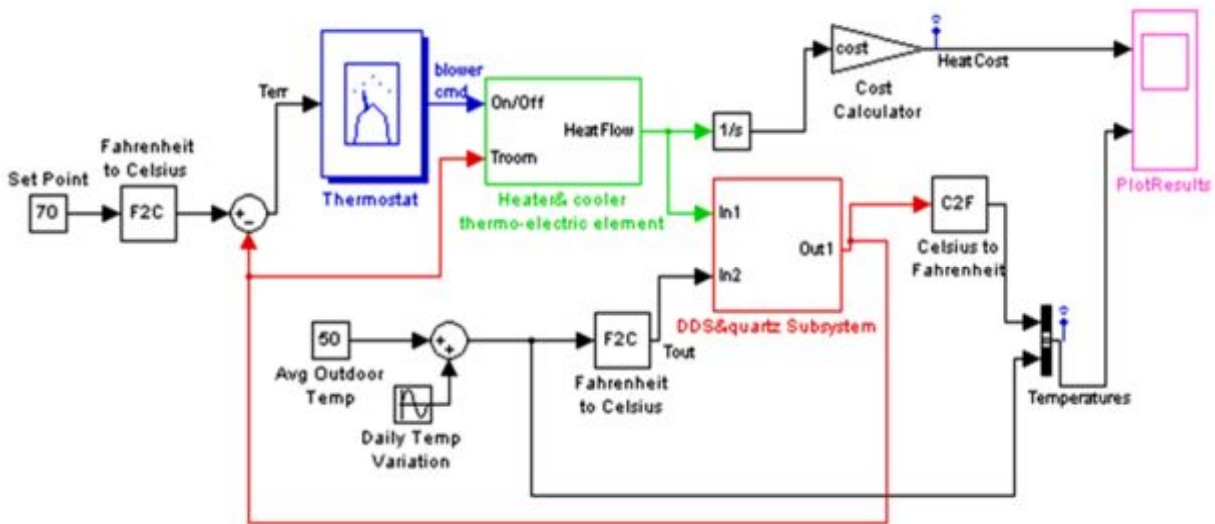 Set Point
70
Fahrenheit
to Celsius
F2C
+
-
Terr
Thermostat
blower
cmd
On/Off
Troom
HeatFlow
Heater& cooler
thermo-electric element
1/s
cost
Cost
Calculator
HeatCost
PlotResults
In1
In2
Out1
DDS&quartz Subsystem
C2F
Celsius to
Fahrenheit
50
Avg Outdoor
Temp
+
+
Daily Temp
Variation
F2C
Fahrenheit
to Celsius
Tout
Temperatures